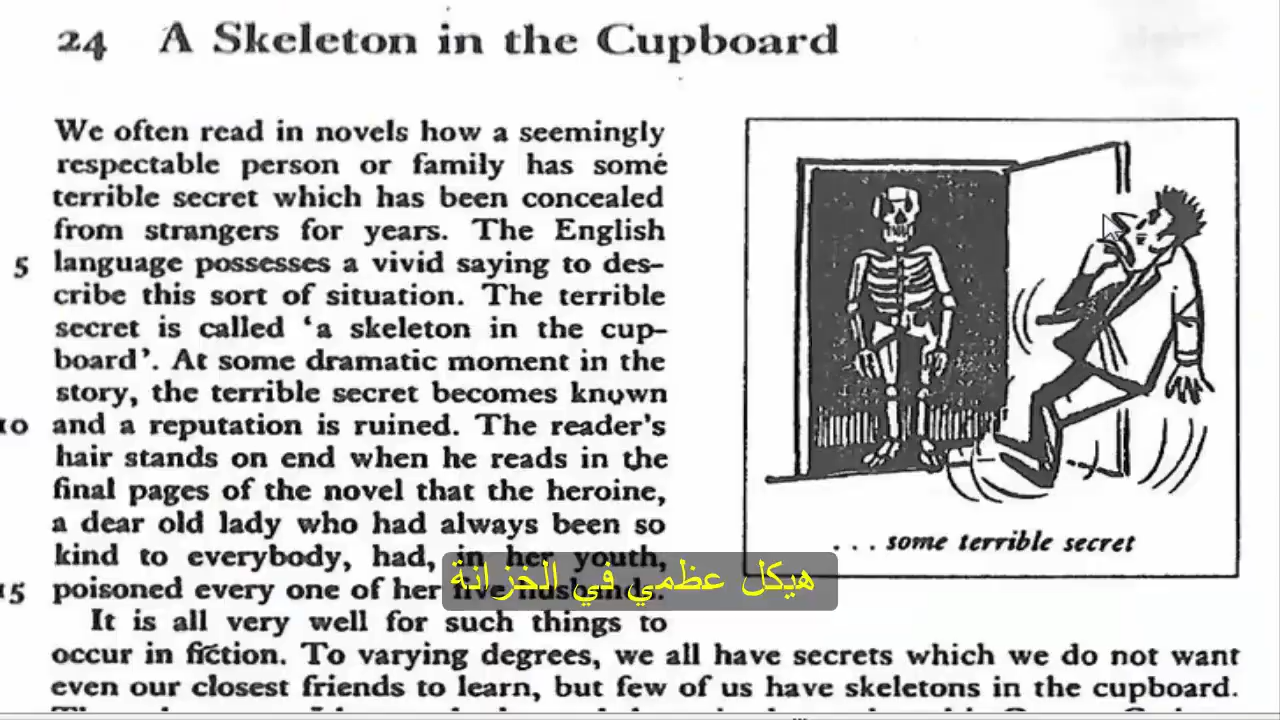 24 A Skeleton in the Cupboard
We often read in novels how a seemingly
respectable person or family has some
terrible secret which has been concealed
from strangers for years. The English
5 language possesses a vivid saying to des-
cribe this sort of situation. The terrible
secret is called ‘a skeleton in the cup-
board’. At some dramatic moment in the
story, the terrible secret becomes known
10 and a reputation is ruined. The reader's
hair stands on end when he reads in the
final pages of the novel that the heroine,
a dear old lady who had always been so
kind to everybody, had, in her youth,
15 poisoned every one of her five husbands.
It is all very well for such things to
occur in fiction. To varying degrees, we all have secrets which we do not want
even our closest friends to learn, but few of us have skeletons in the cupboard.
. . . some terrible secret
هيكل عظمي في الخزانة